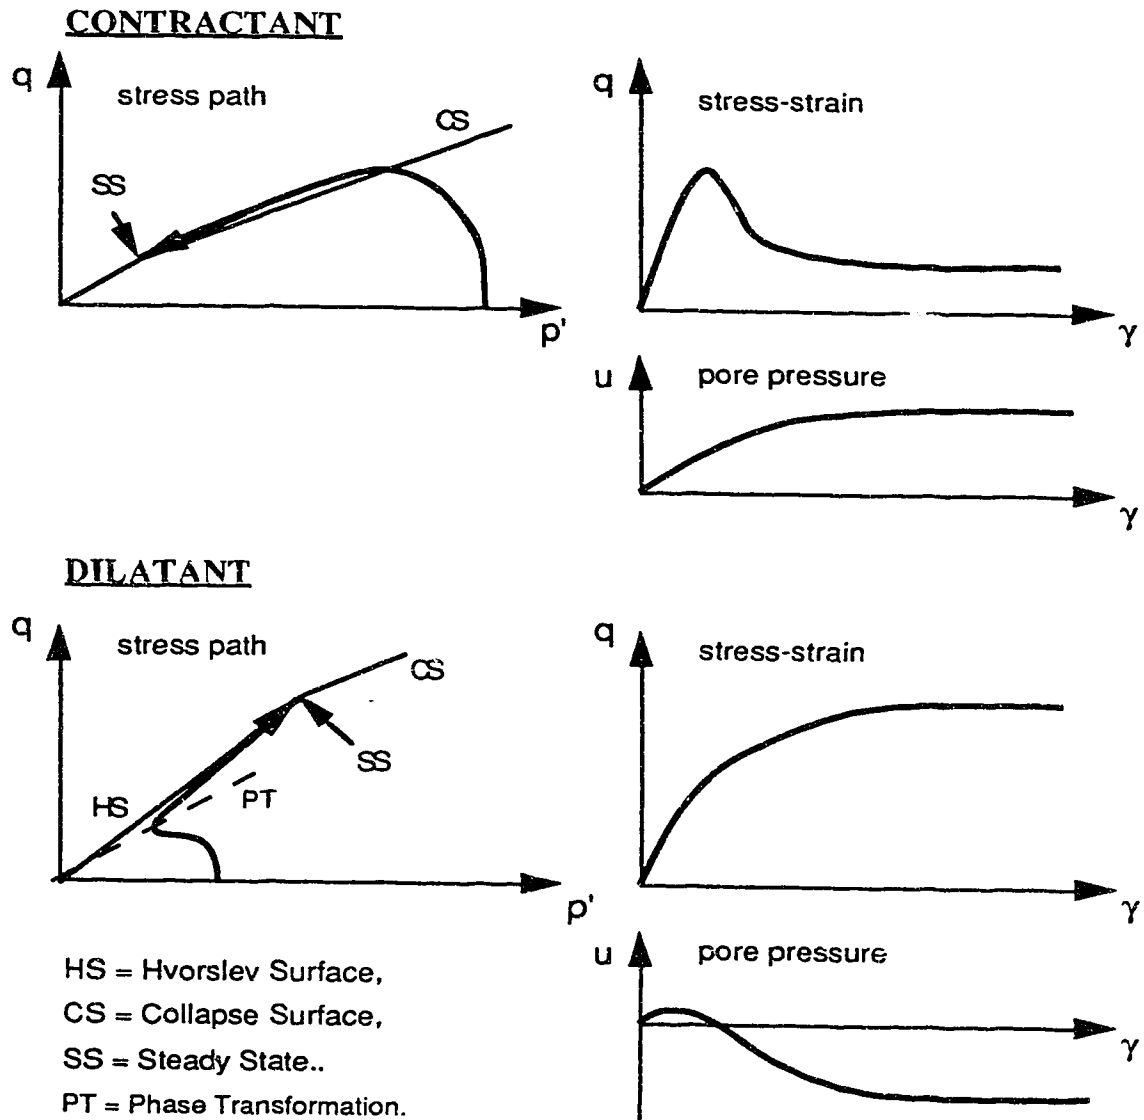 CONTRACTANT
q
stress path
CS
SS
p'
q
stress-strain
γ
u
pore pressure
γ
DILATANT
q
stress path
CS
SS
HS
PT
p'
q
stress-strain
γ
u
pore pressure
γ
HS = Hvorslev Surface,
CS = Collapse Surface,
SS = Steady State..
PT = Phase Transformation.